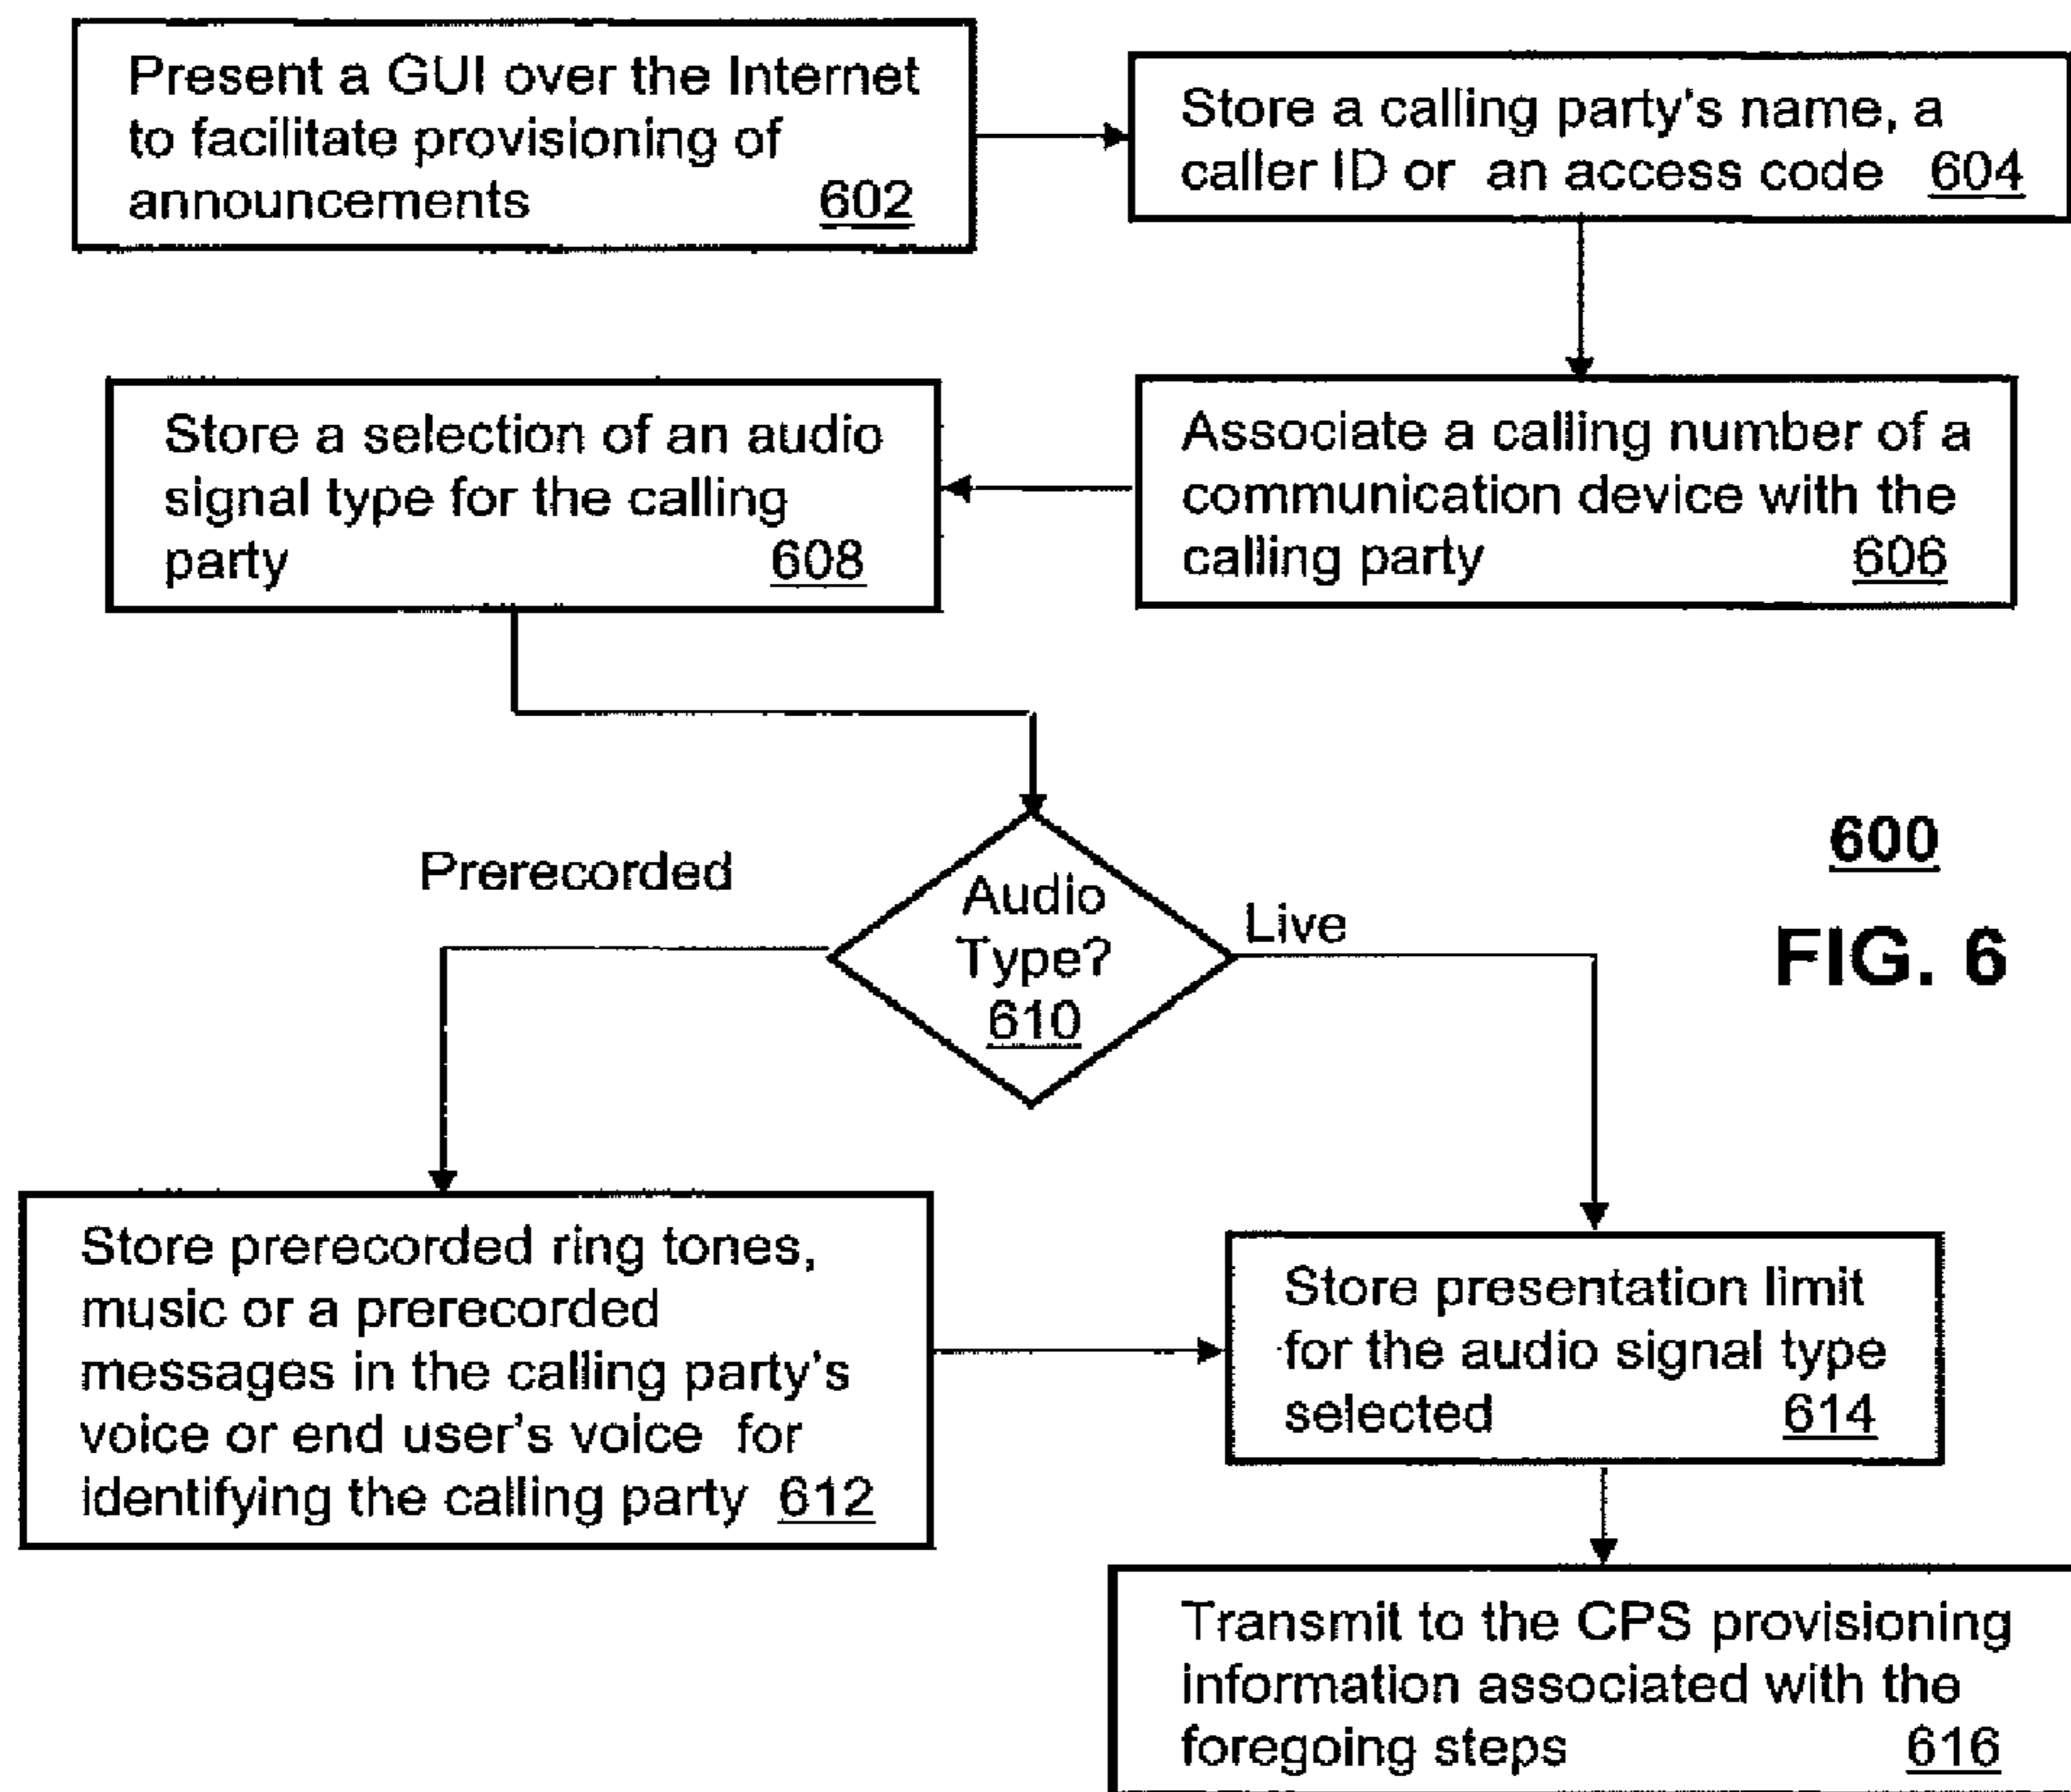 Present a GUI over the Internet
to facilitate provisioning of
announcements 602
Store a calling party's name, a
caller ID or an access code 604
Associate a calling number of a
communication device with the
calling party 606
Store a selection of an audio
signal type for the calling
party 608
Audio
Type?
610
Prerecorded
Live
600
FIG. 6
Store prerecorded ring tones,
music or a prerecorded
messages in the calling party's
voice or end user's voice for
identifying the calling party 612
Store presentation limit
for the audio signal type
selected 614
Transmit to the CPS provisioning
information associated with the
foregoing steps 616